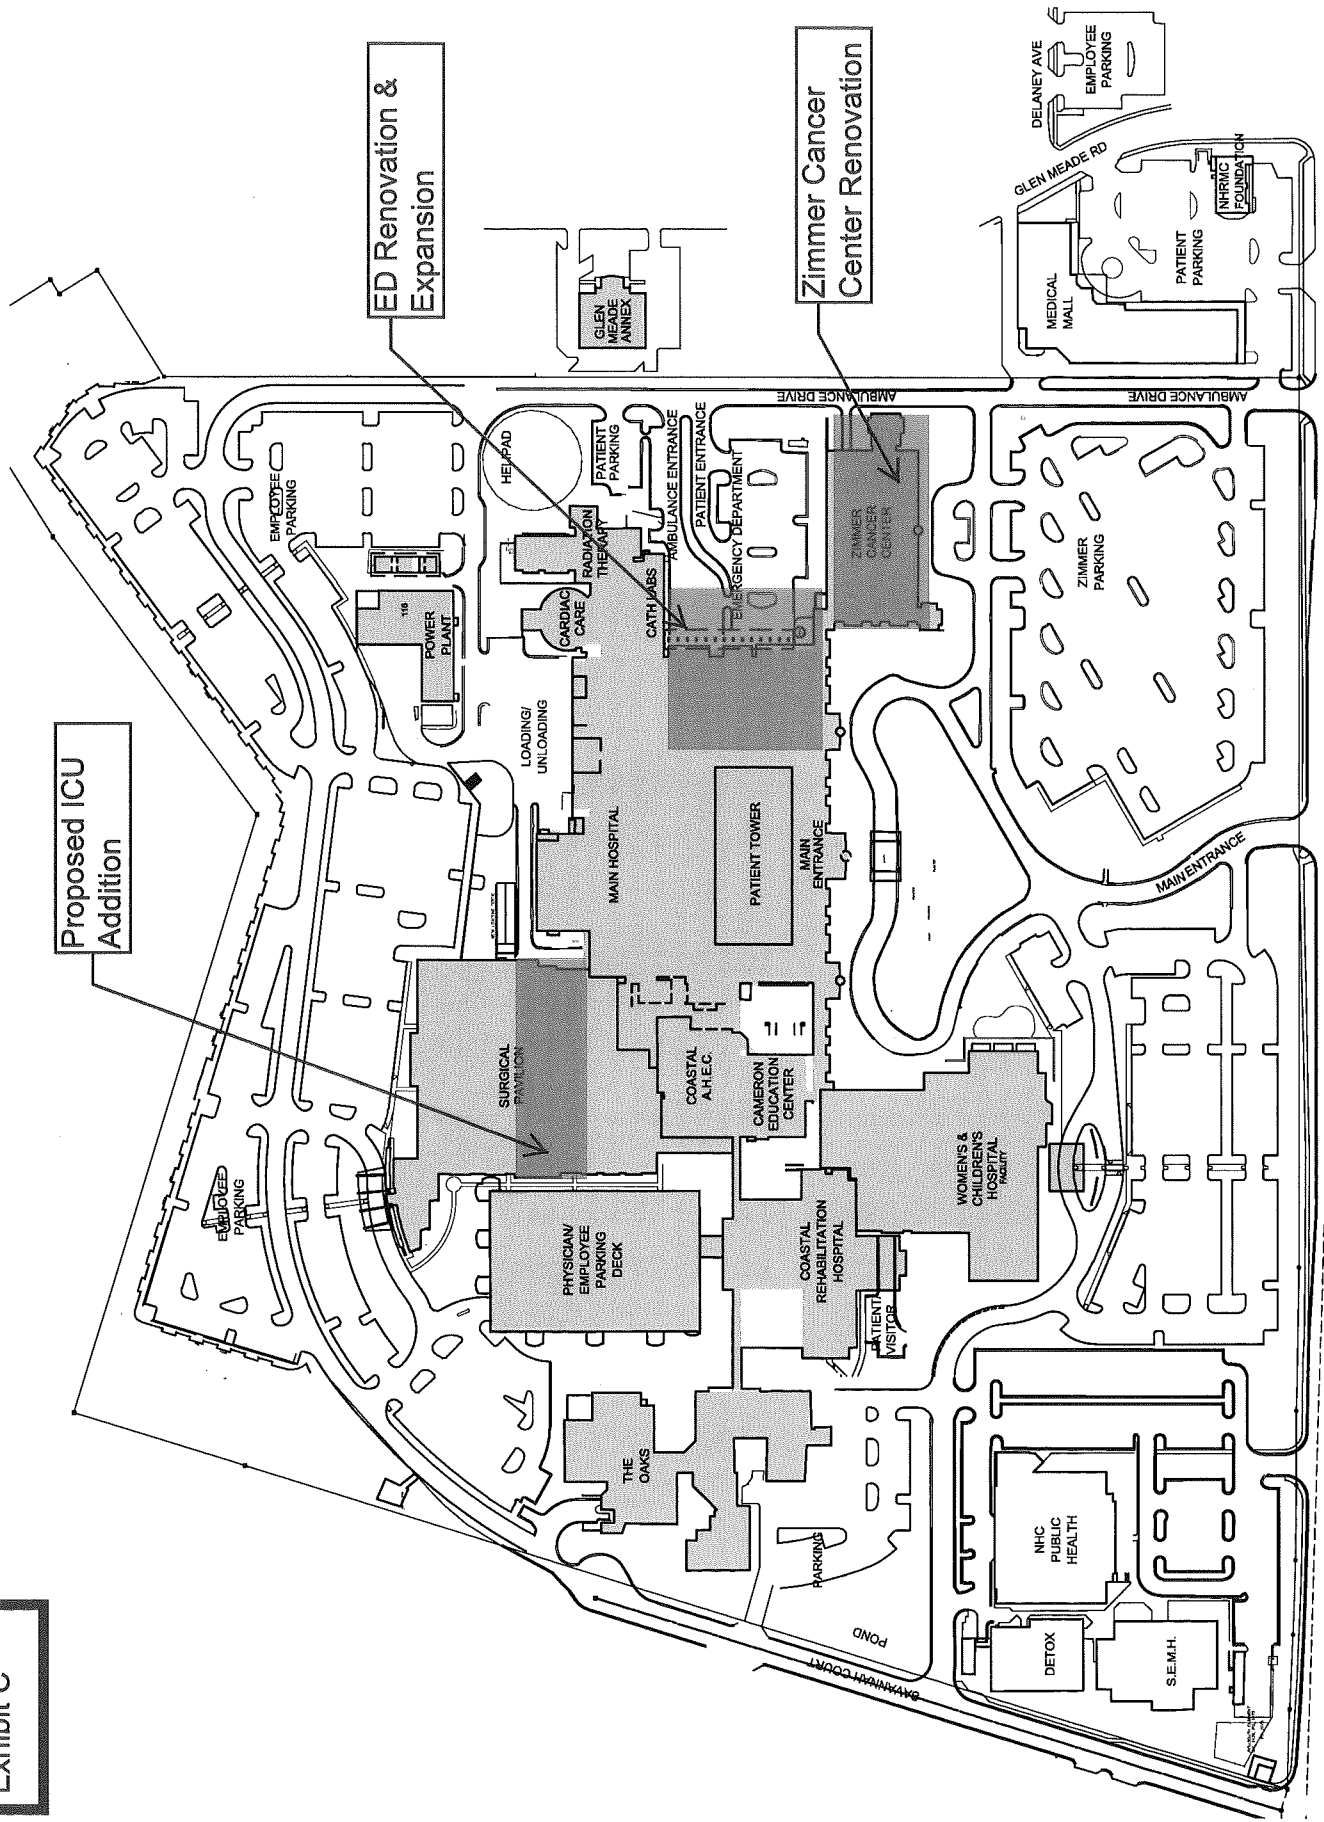 Exhibit C
Proposed ICU
Addition
ED Renovation &
Expansion
Zimmer Cancer
Center Renovation
EMPLOYEE
PARKING
EMPLOYEE
PARKING
116
POWER
PLANT
LOADING/
UNLOADING
HELIPAD
PATIENT
PARKING
GLEN
MEADE
ANNEX
RADIATION
THERAPY
CARDIAC
CARE
CATH LABS
AMBULANCE ENTRANCE
PATIENT ENTRANCE
EMERGENCY DEPARTMENT
AMBULANCE DRIVE
AMBULANCE DRIVE
ZIMMER
CANCER
CENTER
ZIMMER
PARKING
DELANEY AVE
EMPLOYEE
PARKING
GLEN MEADE RD
MEDICAL
MALL
PATIENT
PARKING
NHRMC
FOUNDATION
MAIN HOSPITAL
PATIENT TOWER
MAIN
ENTRANCE
MAIN ENTRANCE
SURGICAL
PAVILION
COASTAL
A.H.E.C.
CAMERON
EDUCATION
CENTER
PHYSICIAN/
EMPLOYEE
PARKING
DECK
COASTAL
REHABILITATION
HOSPITAL
WOMEN'S &
CHILDREN'S
HOSPITAL
FACILITY
PATIENT/
VISITOR
THE
OAKS
PARKING
POND
SAVANNAH COURT
NHC
PUBLIC
HEALTH
DETOX
S.E.M.H.